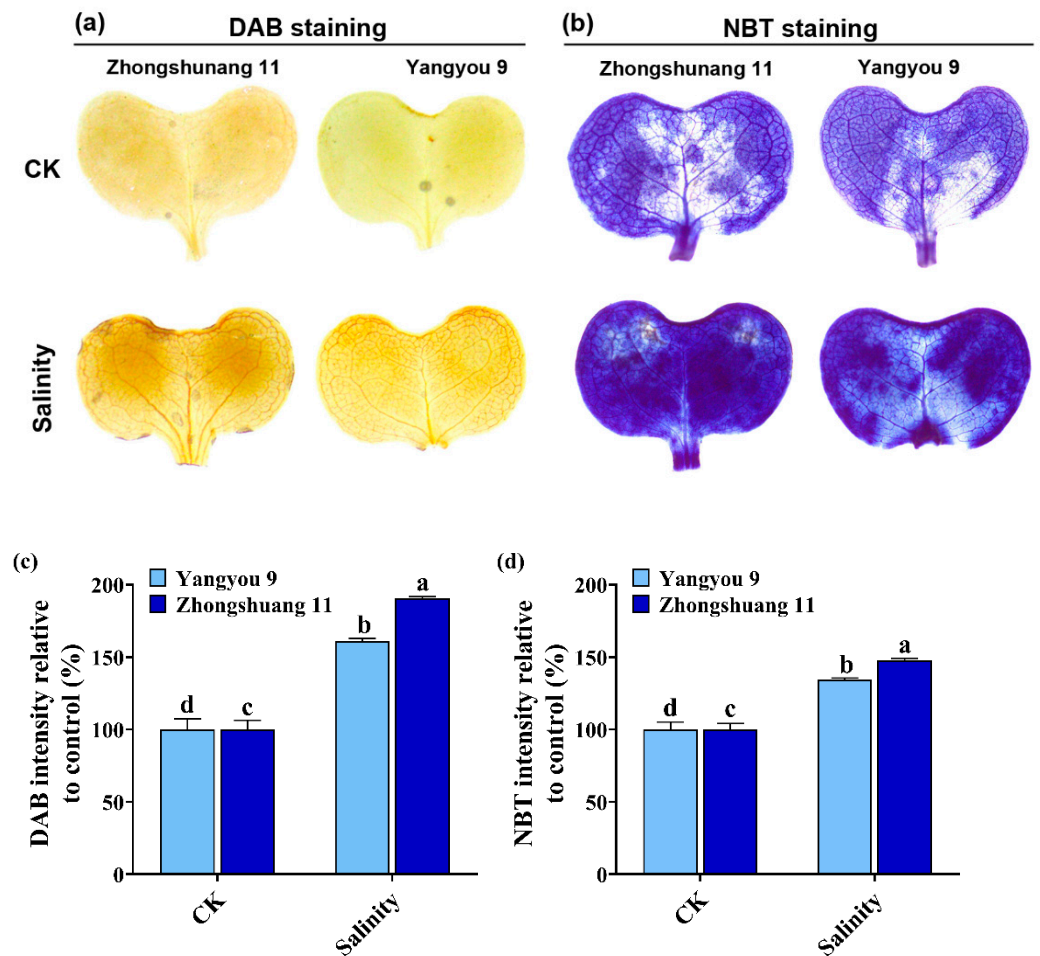 (a)
DAB staining
(b)
NBT staining
Zhongshunang 11
Yangyou 9
Zhongshunang 11
Yangyou 9
CK
Salinity
(c)
DAB intensity relative
to control (%)
200
150
100
50
0
Yangyou 9
Zhongshuang 11
d
c
b
a
CK
Salinity
(d)
NBT intensity relative
to control (%)
200
150
100
50
0
Yangyou 9
Zhongshuang 11
d
c
b
a
CK
Salinity